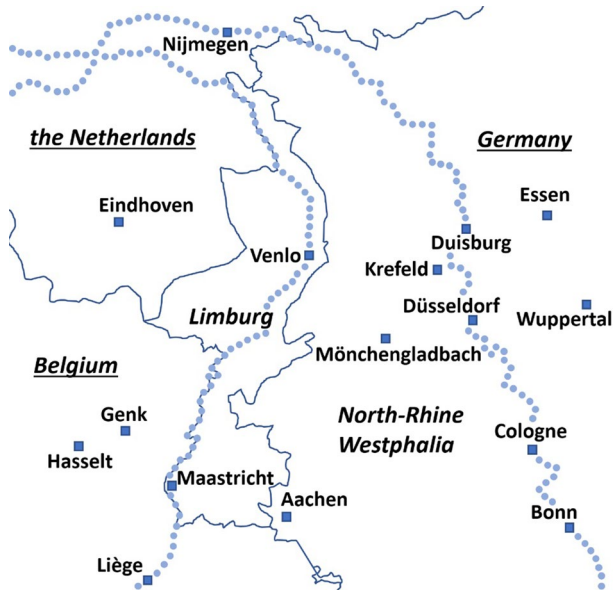 Nijmegen
the Netherlands
Germany
Essen
Eindhoven
Duisburg
Venlo
Krefeld
Düsseldorf
Limburg
Wuppertal
Mönchengladbach
Belgium
Genk
North-Rhine
Westphalia
Cologne
Hasselt
Maastricht
Aachen
Bonn
Liège